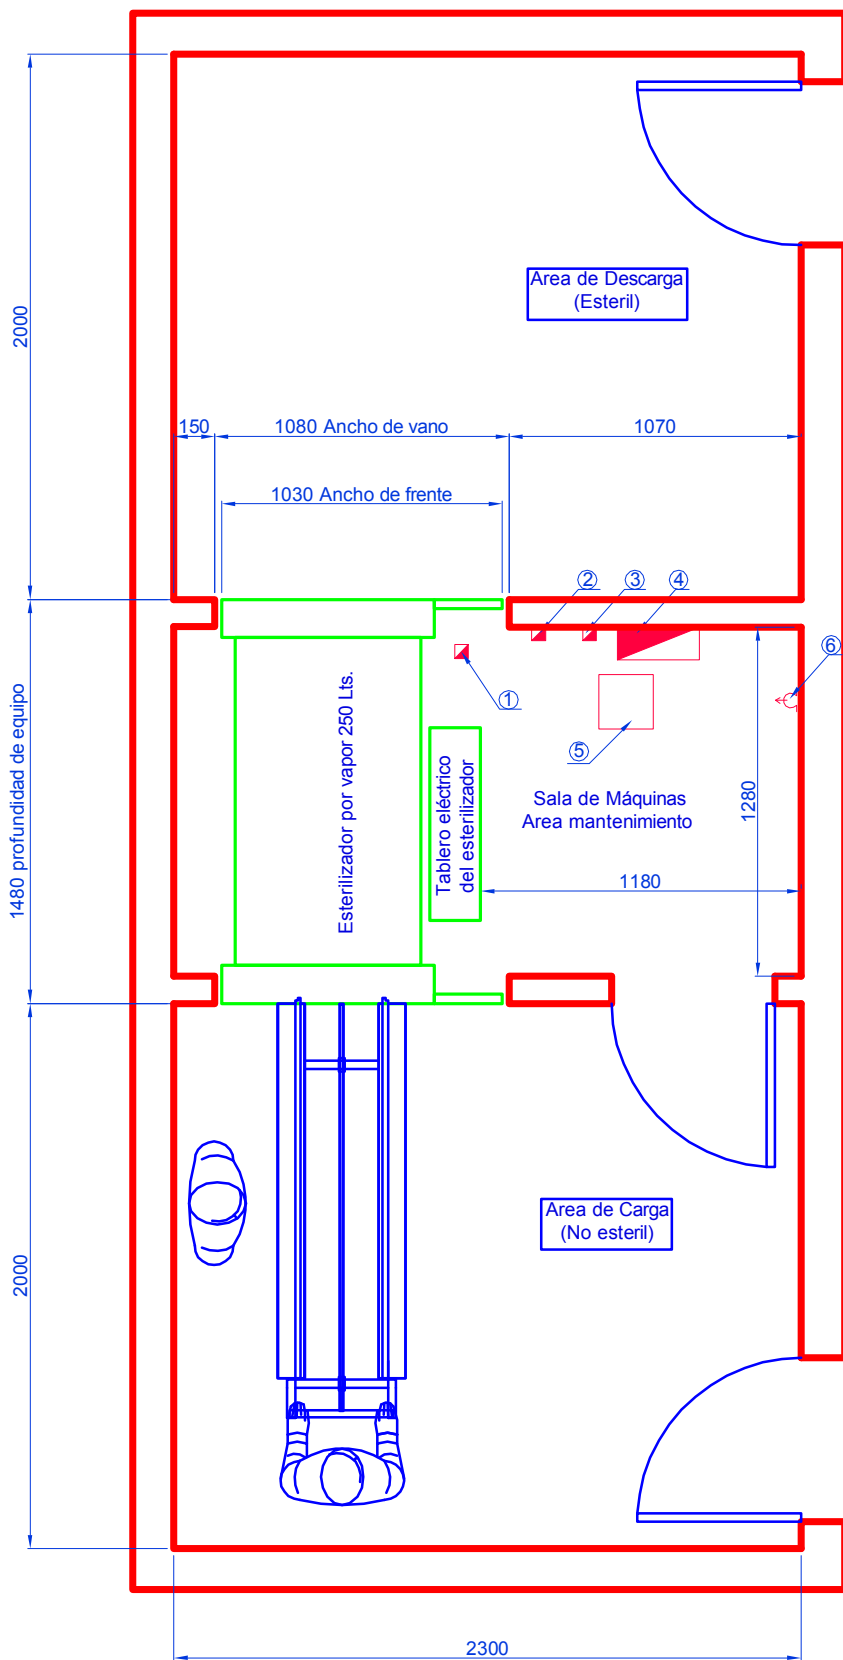 Area de Descarga
(Esteril)
2000
150
1080 Ancho de vano
1070
1030 Ancho de frente
2
3
4
6
1
5
1480 profundidad de equipo
Esterilizador por vapor 250 Lts.
Tablero eléctrico
del esterilizador
Sala de Máquinas
Area mantenimiento
1280
1180
Area de Carga
(No esteril)
2000
2300